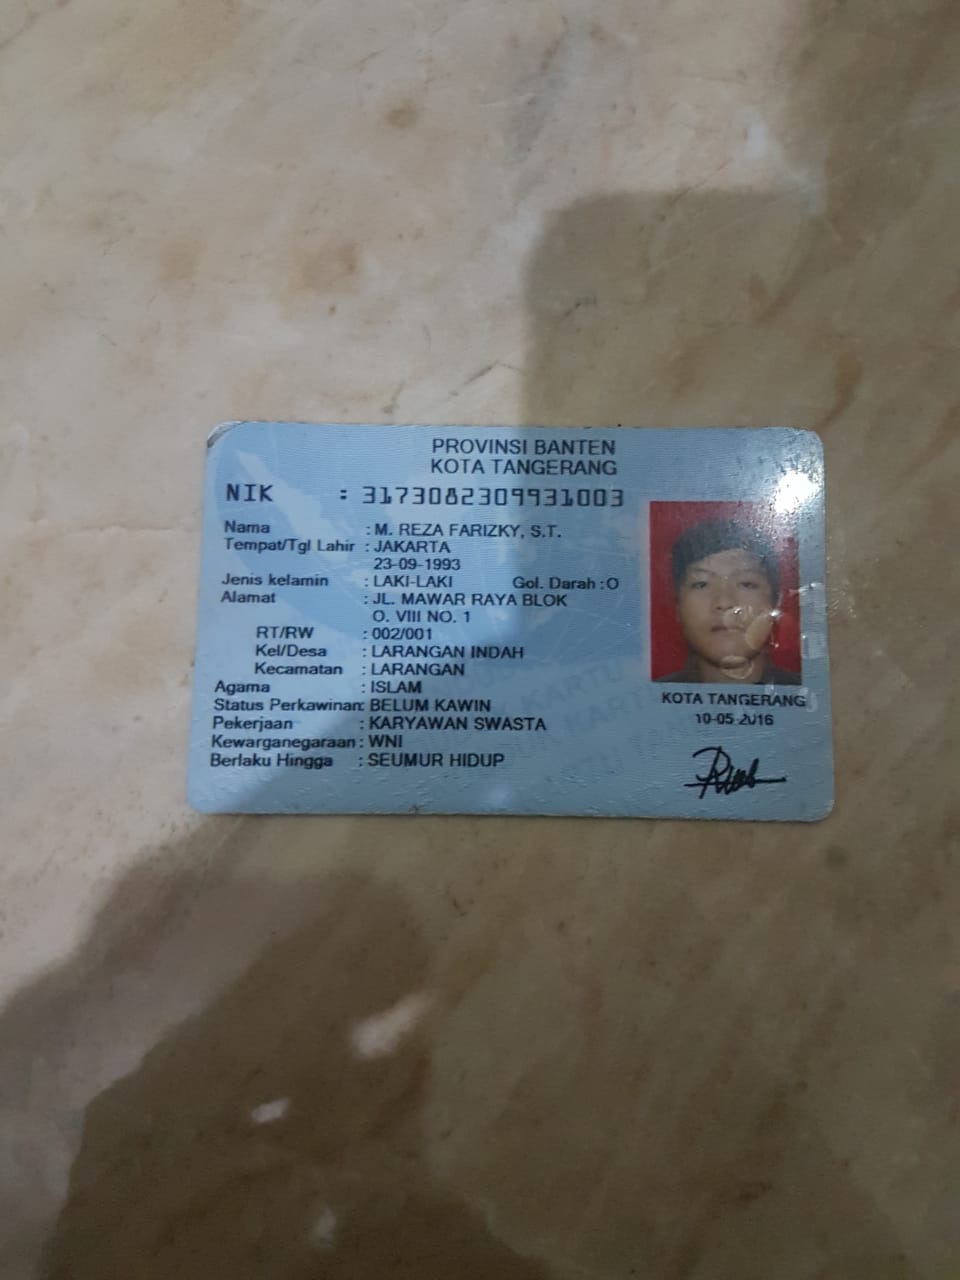 PROVINSI BANTEN
KOTA TANGERANG
NIK : 3173082309931003
Nama : M. REZA FARIZKY, S.T.
Tempat/Tgl Lahir : JAKARTA
23-09-1993
Jenis kelamin : LAKI-LAKI Gol. Darah : O
Alamat : JL. MAWAR RAYA BLOK
O. VIII NO. 1
RT/RW : 002/001
Kel/Desa : LARANGAN INDAH
Kecamatan : LARANGAN
Agama : ISLAM
Status Perkawinan: BELUM KAWIN
Pekerjaan : KARYAWAN SWASTA
Kewarganegaraan : WNI
Berlaku Hingga : SEUMUR HIDUP
KOTA TANGERANG
10-05-2016